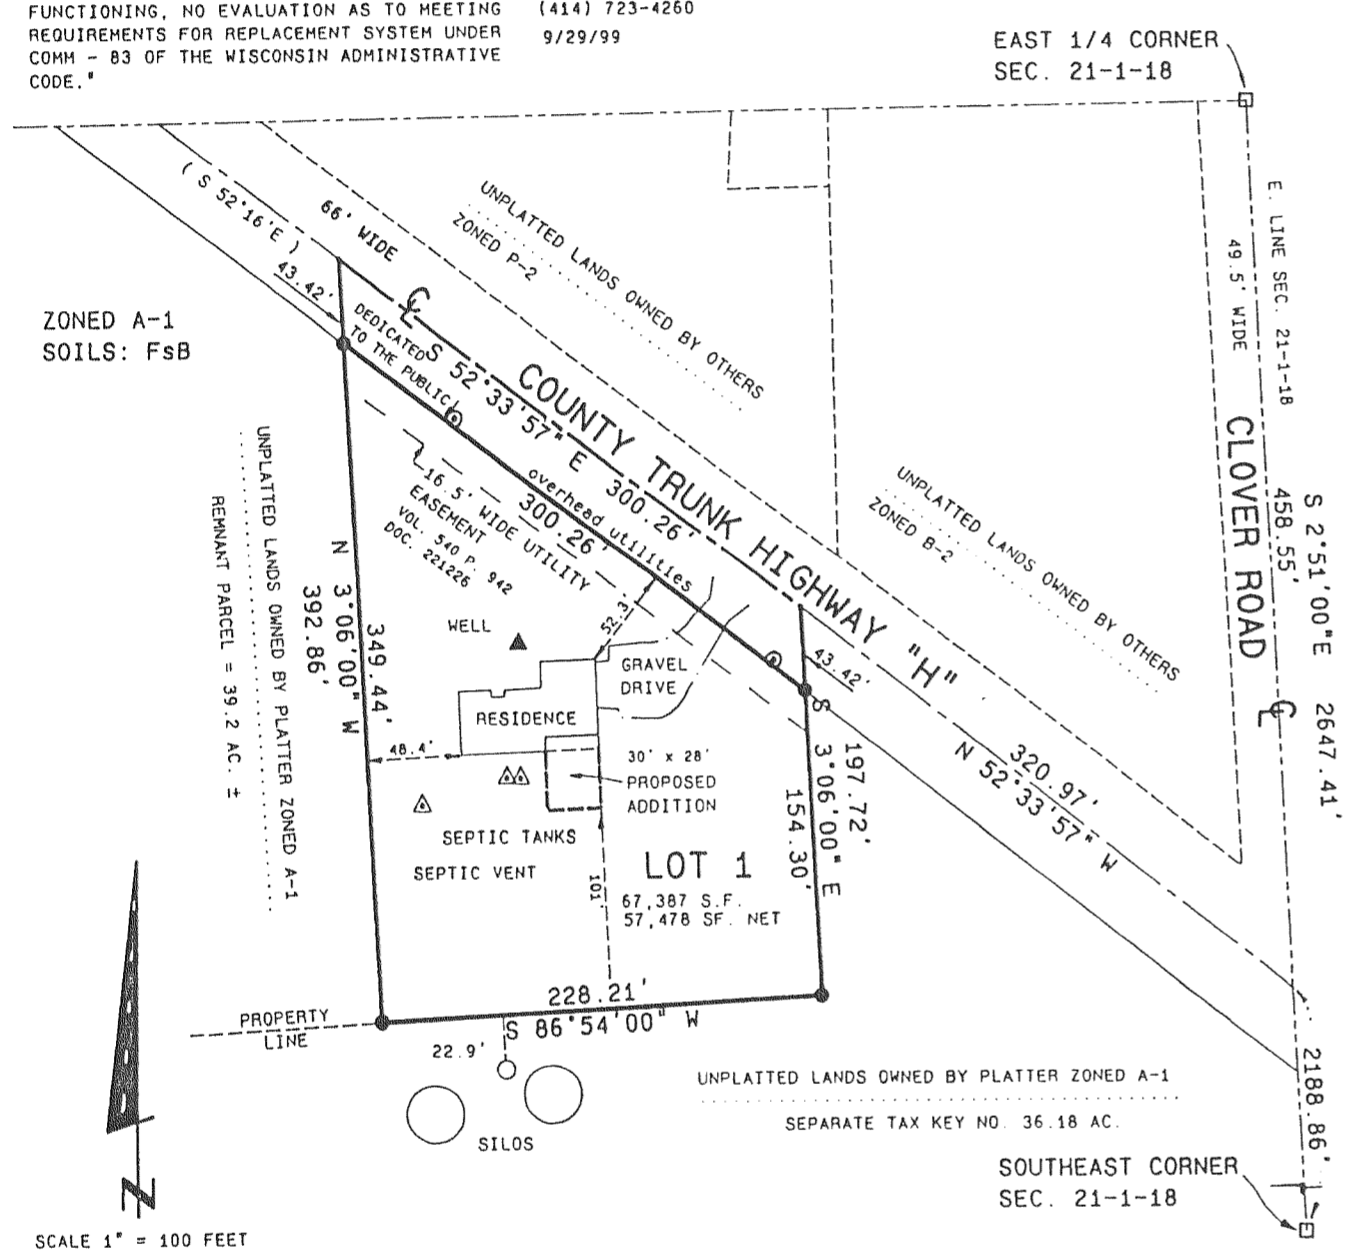 FUNCTIONING, NO EVALUATION AS TO MEETING
REQUIREMENTS FOR REPLACEMENT SYSTEM UNDER
COMM - 83 OF THE WISCONSIN ADMINISTRATIVE
CODE."
(414) 723-4260
9/29/99
EAST 1/4 CORNER
SEC. 21-1-18
( S 52°16'E )
66' WIDE
43.42'
UNPLATTED LANDS OWNED BY OTHERS
ZONED P-2
E. LINE SEC. 21-1-18
49.5' WIDE
ZONED A-1
SOILS: FsB
DEDICATED
TO THE PUBLIC
S 52°33'57" E 300.26'
COUNTY TRUNK HIGHWAY "H"
CLOVER ROAD
458.55'
S 2°51'00"E 2647.41'
UNPLATTED LANDS OWNED BY OTHERS
ZONED B-2
overhead utilities
300.26'
16.5' WIDE UTILITY
EASEMENT
VOL. 540 P. 942
DOC. 221226
UNPLATTED LANDS OWNED BY PLATTER ZONED A-1
REMNANT PARCEL = 39.2 AC. ±
N 3°06'00" W
392.86'
349.44'
WELL
52.3'
GRAVEL
DRIVE
43.42'
RESIDENCE
48.4'
30' x 28'
PROPOSED
ADDITION
S 3°06'00" E
197.72'
154.30'
320.97'
N 52°33'57" W
SEPTIC TANKS
SEPTIC VENT
LOT 1
67,387 S.F.
57,478 SF. NET
101'
228.21'
S 86°54'00" W
PROPERTY
LINE
22.9'
SILOS
UNPLATTED LANDS OWNED BY PLATTER ZONED A-1
SEPARATE TAX KEY NO. 36.18 AC.
2188.86'
SOUTHEAST CORNER
SEC. 21-1-18
N
SCALE 1" = 100 FEET